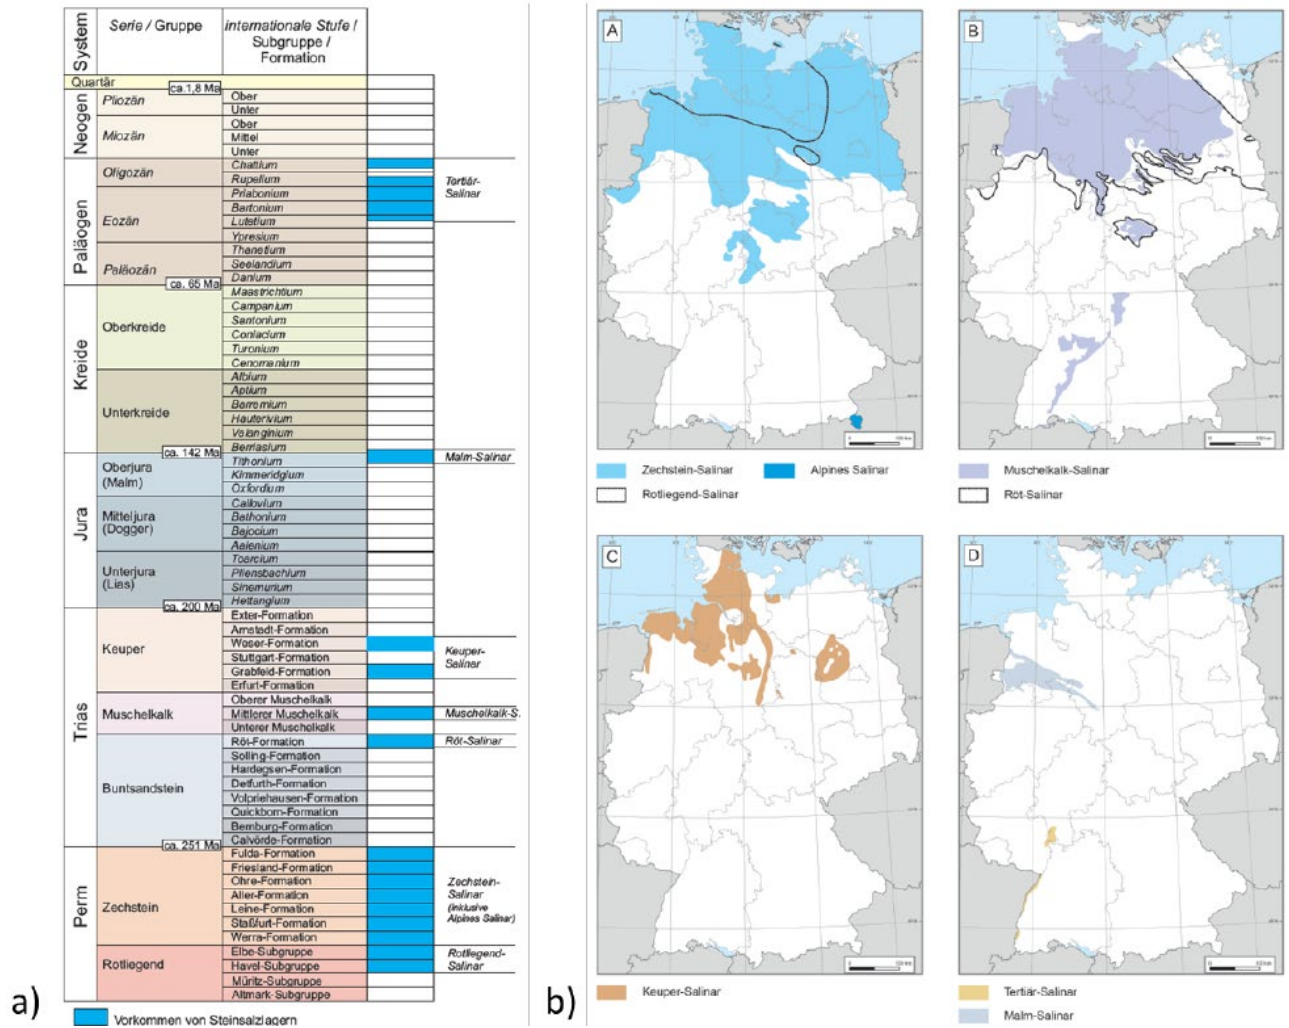 System
Serie / Gruppe
internationale Stufe /
Subgruppe /
Formation
Quartär
ca.1,8 Ma
Neogen
Pliozän
Ober
Unter
Miozän
Ober
Mittel
Unter
Paläogen
Oligozän
Chattium
Rupelium
Tertiär-
Salinar
Eozän
Priabonium
Bartonium
Lutetium
Ypresium
Paläozän
Thanetium
Seelandium
Danium
ca. 65 Ma
Kreide
Oberkreide
Maastrichtium
Campanium
Santonium
Coniacium
Turonium
Cenomanium
Unterkreide
Albium
Aptium
Barremium
Hauterivium
Valanginium
Berriasium
ca. 142 Ma
Jura
Oberjura
(Malm)
Tithonium
Malm-Salinar
Kimmeridgium
Oxfordium
Mitteljura
(Dogger)
Callovium
Bathonium
Bajocium
Aalenium
Unterjura
(Lias)
Toarcium
Pliensbachium
Sinemurium
Hettangium
ca. 200 Ma
Trias
Keuper
Exter-Formation
Arnstadt-Formation
Weser-Formation
Stuttgart-Formation
Grabfeld-Formation
Erfurt-Formation
Keuper-
Salinar
Muschelkalk
Oberer Muschelkalk
Mittlerer Muschelkalk
Muschelkalk-S.
Unterer Muschelkalk
Buntsandstein
Röt-Formation
Röt-Salinar
Solling-Formation
Hardegsen-Formation
Detfurth-Formation
Volpriehausen-Formation
Quickborn-Formation
Bernburg-Formation
Calvörde-Formation
ca. 251 Ma
Perm
Zechstein
Fulda-Formation
Friesland-Formation
Ohre-Formation
Aller-Formation
Leine-Formation
Staßfurt-Formation
Werra-Formation
Zechstein-
Salinar
(inklusive
Alpines Salinar)
Rotliegend
Elbe-Subgruppe
Havel-Subgruppe
Müritz-Subgruppe
Altmark-Subgruppe
Rotliegend-
Salinar
a)
Vorkommen von Steinsalzlagern
b)
A
Zechstein-Salinar
Alpines Salinar
Rotliegend-Salinar
B
Muschelkalk-Salinar
Röt-Salinar
C
Keuper-Salinar
D
Tertiär-Salinar
Malm-Salinar